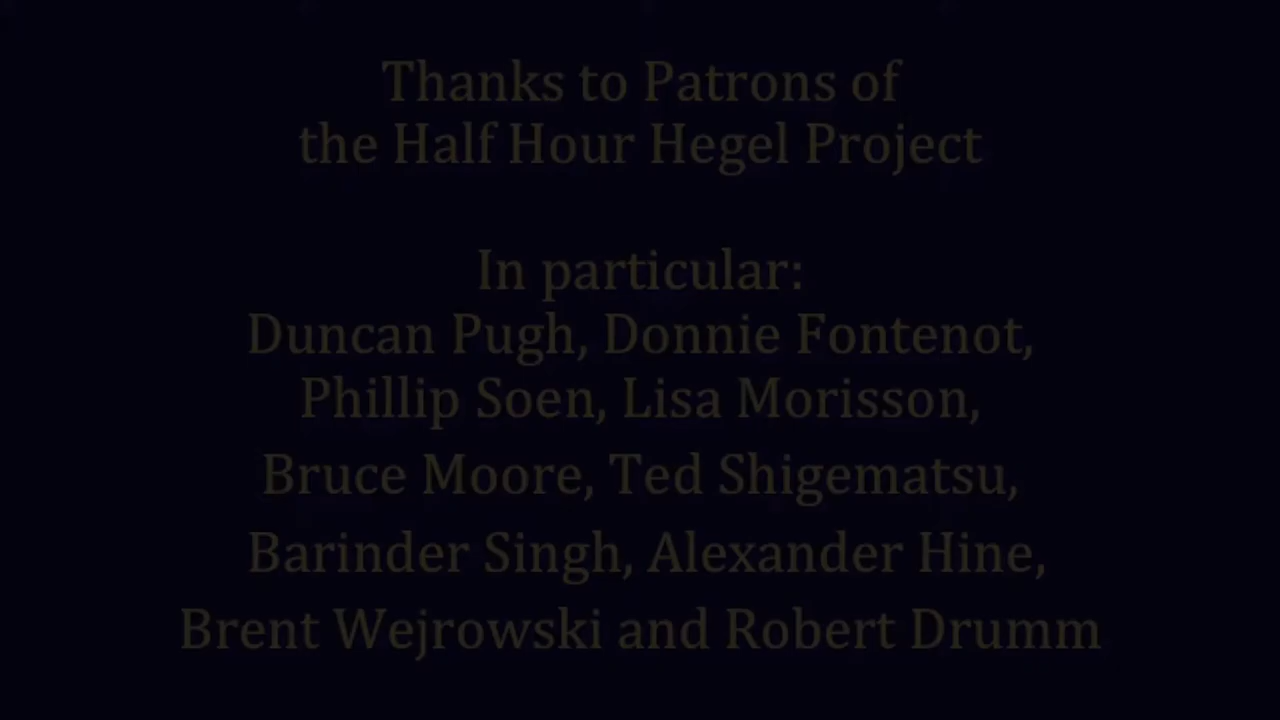 Thanks to Patrons of
the Half Hour Hegel Project
In particular:
Duncan Pugh, Donnie Fontenot,
Phillip Soen, Lisa Morisson,
Bruce Moore, Ted Shigematsu,
Barinder Singh, Alexander Hine,
Brent Wejrowski and Robert Drumm